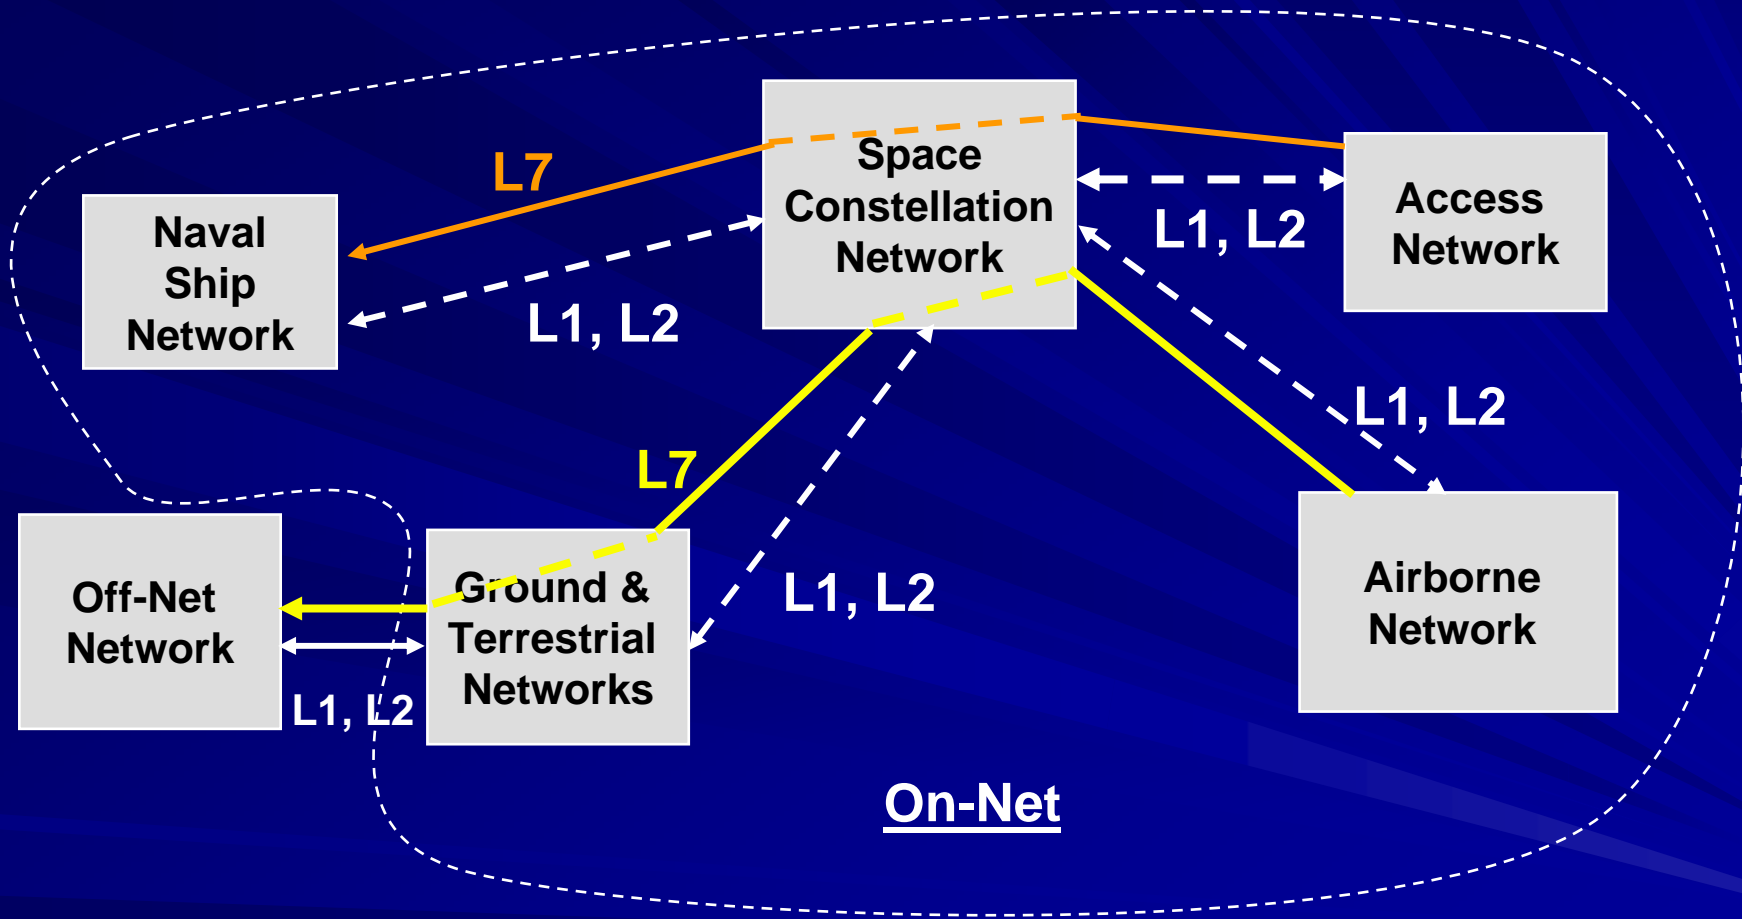 L7
Space
Constellation
Network
Access
Network
L1, L2
Naval
Ship
Network
L1, L2
L1, L2
L7
Off-Net
Network
Ground &
Terrestrial
Networks
L1, L2
Airborne
Network
L1, L2
On-Net